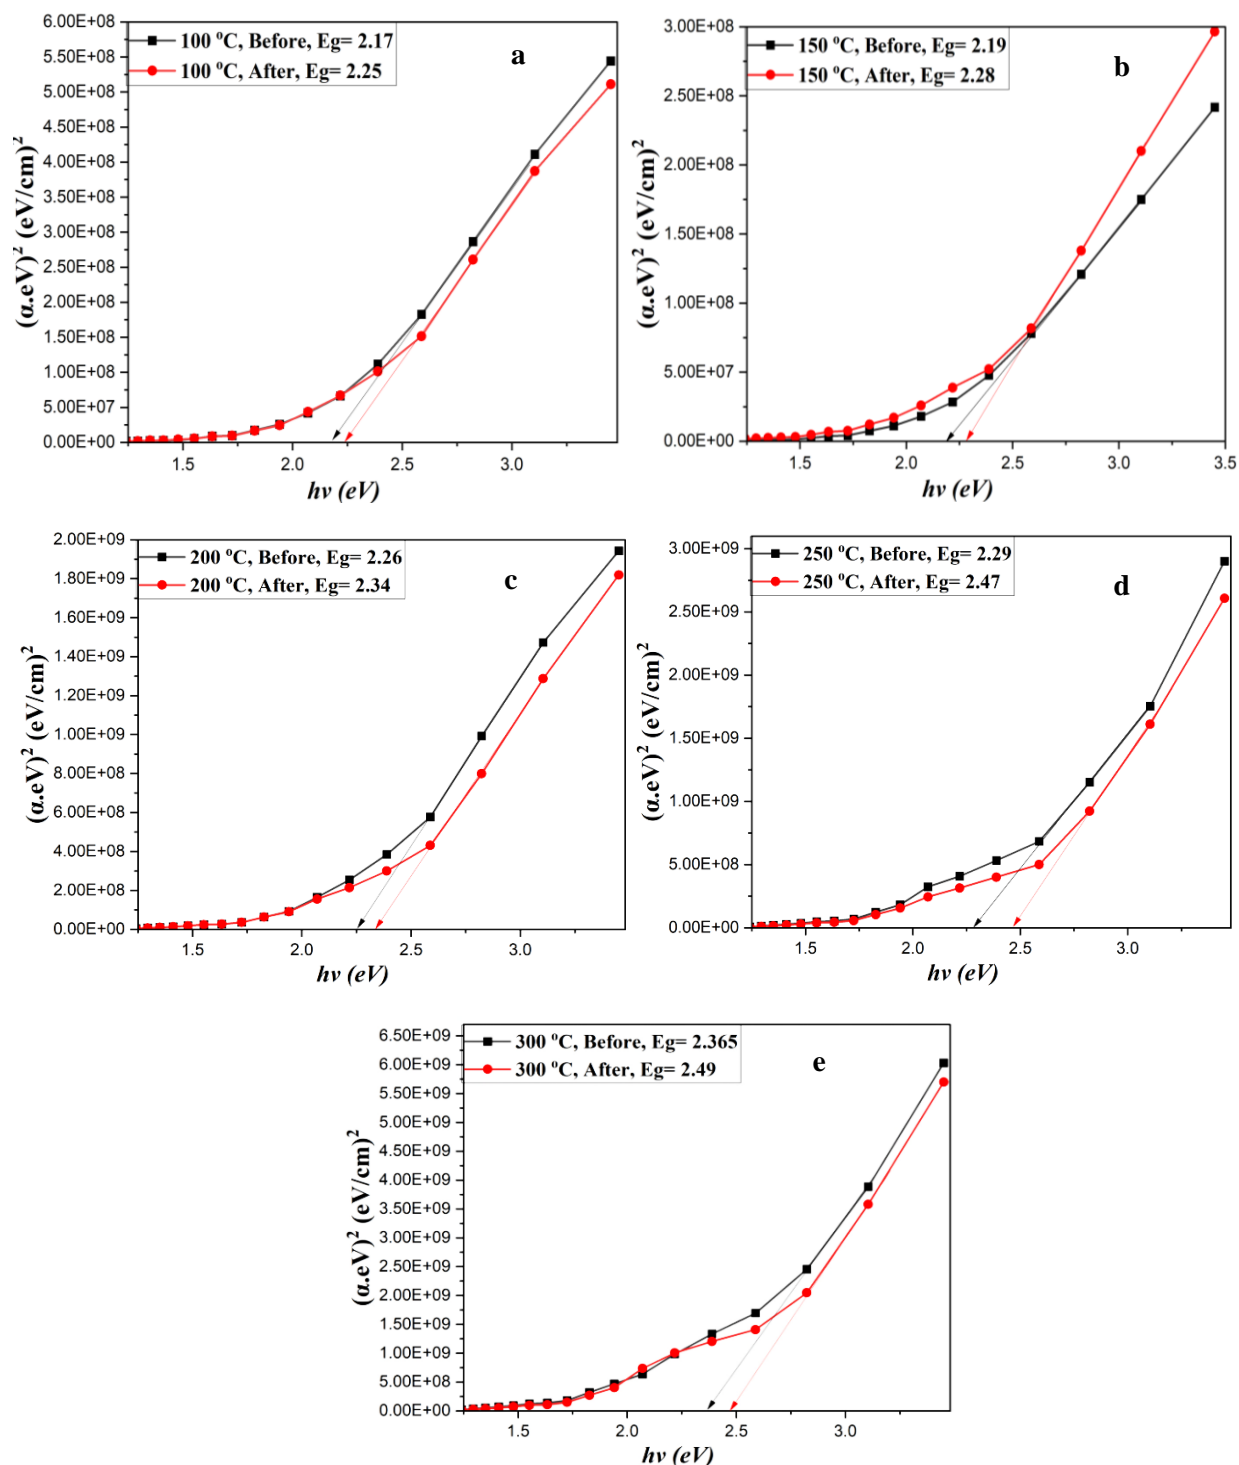 6.00E+08
5.50E+08
5.00E+08
4.50E+08
4.00E+08
3.50E+08
3.00E+08
2.50E+08
2.00E+08
1.50E+08
1.00E+08
5.00E+07
0.00E+00
(α.eV)² (eV/cm)²
100 °C, Before, Eg= 2.17
100 °C, After, Eg= 2.25
a
1.5 2.0 2.5 3.0
hν (eV)
3.00E+08
2.50E+08
2.00E+08
1.50E+08
1.00E+08
5.00E+07
0.00E+00
(α.eV)² (eV/cm)²
150 °C, Before, Eg= 2.19
150 °C, After, Eg= 2.28
b
1.5 2.0 2.5 3.0 3.5
hν (eV)
2.00E+09
1.80E+09
1.60E+09
1.40E+09
1.20E+09
1.00E+09
8.00E+08
6.00E+08
4.00E+08
2.00E+08
0.00E+00
(α.eV)² (eV/cm)²
200 °C, Before, Eg= 2.26
200 °C, After, Eg= 2.34
c
1.5 2.0 2.5 3.0
hν (eV)
3.00E+09
2.50E+09
2.00E+09
1.50E+09
1.00E+09
5.00E+08
0.00E+00
(α.eV)² (eV/cm)²
250 °C, Before, Eg= 2.29
250 °C, After, Eg= 2.47
d
1.5 2.0 2.5 3.0
hν (eV)
6.50E+09
6.00E+09
5.50E+09
5.00E+09
4.50E+09
4.00E+09
3.50E+09
3.00E+09
2.50E+09
2.00E+09
1.50E+09
1.00E+09
5.00E+08
0.00E+00
(α.eV)² (eV/cm)²
300 °C, Before, Eg= 2.365
300 °C, After, Eg= 2.49
e
1.5 2.0 2.5 3.0
hν (eV)